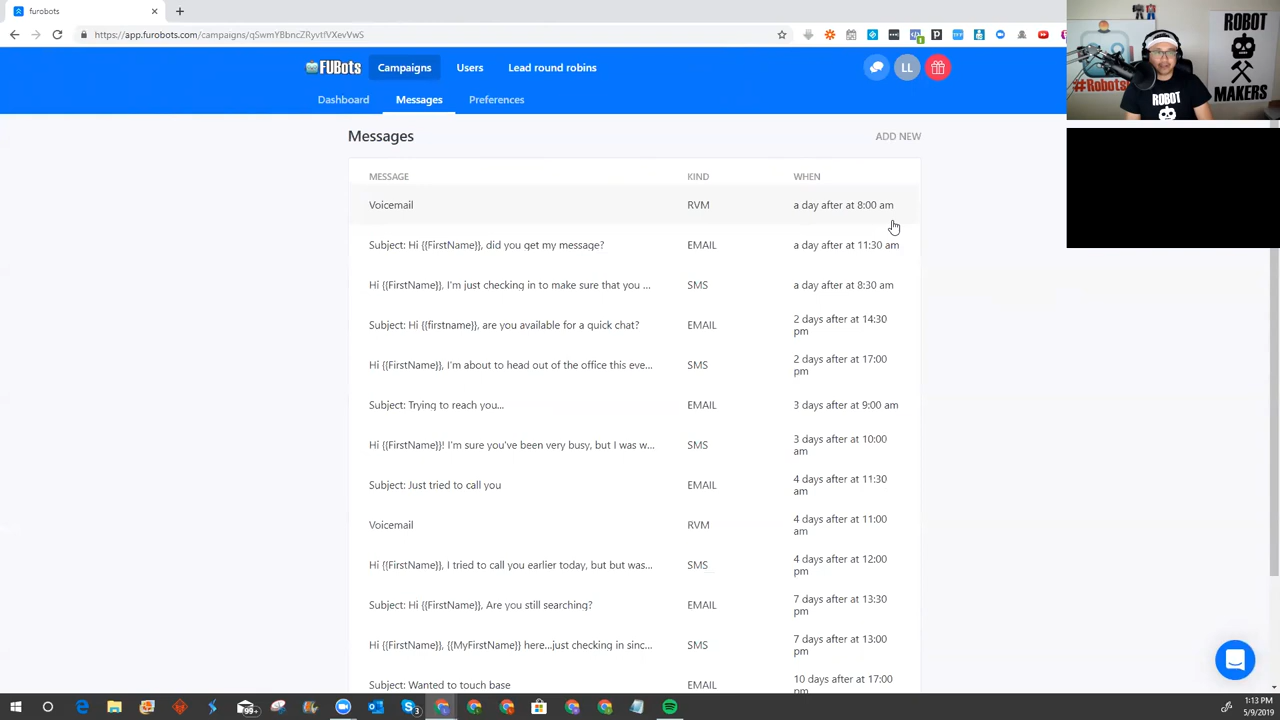 furobots
https://app.furobots.com/campaigns/qSwmYBbncZRyvtIVXevVwS
FUBots Campaigns Users Lead round robins LL
Dashboard Messages Preferences
ROBOT
MAKERS
ROBOT
Messages ADD NEW
MESSAGE KIND WHEN
Voicemail RVM a day after at 8:00 am
Subject: Hi {{FirstName}}, did you get my message? EMAIL a day after at 11:30 am
Hi {{FirstName}}, I'm just checking in to make sure that you ... SMS a day after at 8:30 am
Subject: Hi {{firstname}}, are you available for a quick chat? EMAIL 2 days after at 14:30
pm
Hi {{FirstName}}, I'm about to head out of the office this eve... SMS 2 days after at 17:00
pm
Subject: Trying to reach you... EMAIL 3 days after at 9:00 am
Hi {{FirstName}}! I'm sure you've been very busy, but I was w... SMS 3 days after at 10:00
am
Subject: Just tried to call you EMAIL 4 days after at 11:30
am
Voicemail RVM 4 days after at 11:00
am
Hi {{FirstName}}, I tried to call you earlier today, but but was... SMS 4 days after at 12:00
pm
Subject: Hi {{FirstName}}, Are you still searching? EMAIL 7 days after at 13:30
pm
Hi {{FirstName}}, {{MyFirstName}} here...just checking in sinc... SMS 7 days after at 13:00
pm
Subject: Wanted to touch base EMAIL 10 days after at 17:00
pm
99+
3
1:13 PM
5/9/2019